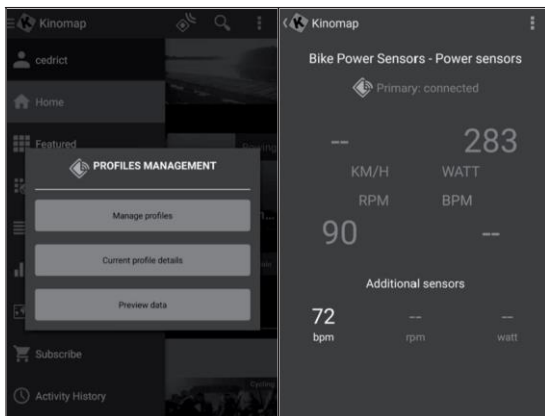 Kinomap
cedrict
Home
Featured
PROFILES MANAGEMENT
Manage profiles
Current profile details
Preview data
Subscribe
Activity History
Cycling
Kinomap
Bike Power Sensors - Power sensors
Primary: connected
-- 283
KM/H WATT
RPM BPM
90 --
Additional sensors
72 -- --
bpm rpm watt